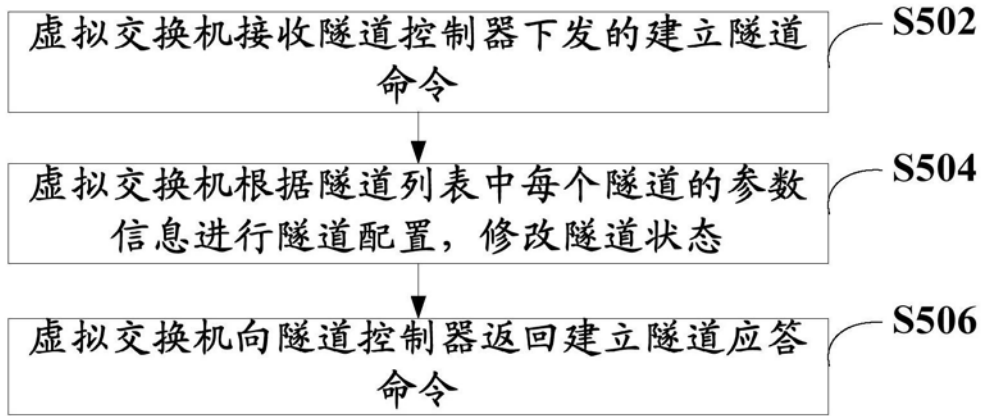 虚拟交换机接收隧道控制器下发的建立隧道
命令
S502
虚拟交换机根据隧道列表中每个隧道的参数
信息进行隧道配置，修改隧道状态
S504
虚拟交换机向隧道控制器返回建立隧道应答
命令
S506